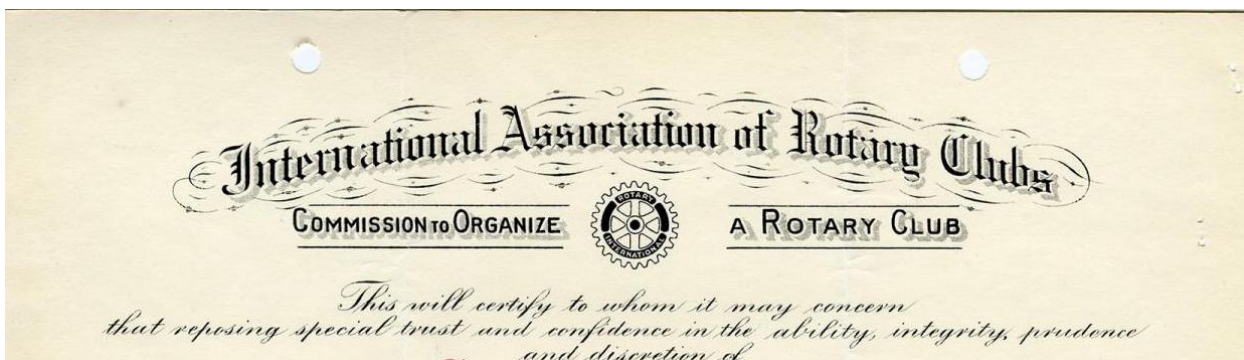 International Association of Rotary Clubs
COMMISSION TO ORGANIZE A ROTARY CLUB
ROTARY
INTERNATIONAL
This will certify to whom it may concern
that reposing special trust and confidence in the ability, integrity, prudence
and discretion of